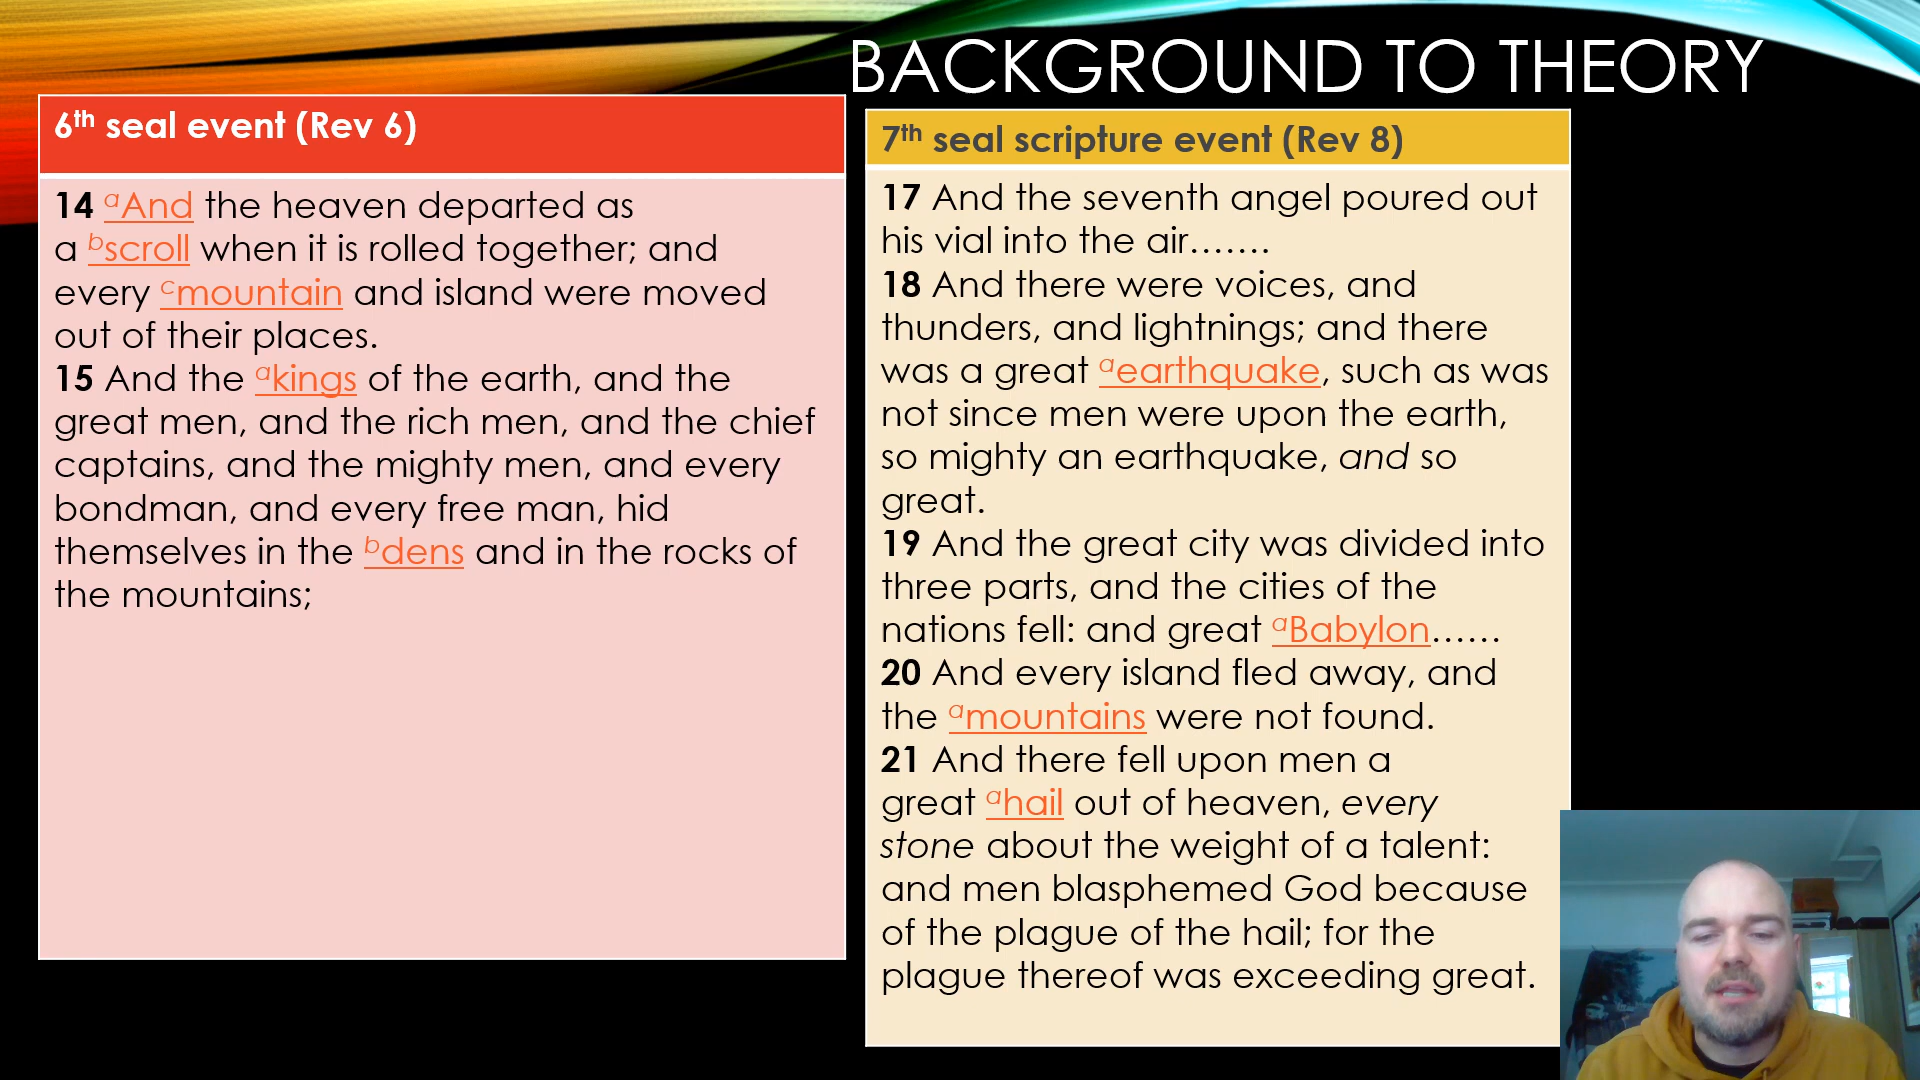 BACKGROUND TO THEORY
6th seal event (Rev 6)
14 aAnd the heaven departed as
a bscroll when it is rolled together; and
every cmountain and island were moved
out of their places.
15 And the akings of the earth, and the
great men, and the rich men, and the chief
captains, and the mighty men, and every
bondman, and every free man, hid
themselves in the bdens and in the rocks of
the mountains;
7th seal scripture event (Rev 8)
17 And the seventh angel poured out
his vial into the air…….
18 And there were voices, and
thunders, and lightnings; and there
was a great aearthquake, such as was
not since men were upon the earth,
so mighty an earthquake, and so
great.
19 And the great city was divided into
three parts, and the cities of the
nations fell: and great aBabylon……
20 And every island fled away, and
the amountains were not found.
21 And there fell upon men a
great ahail out of heaven, every
stone about the weight of a talent:
and men blasphemed God because
of the plague of the hail; for the
plague thereof was exceeding great.